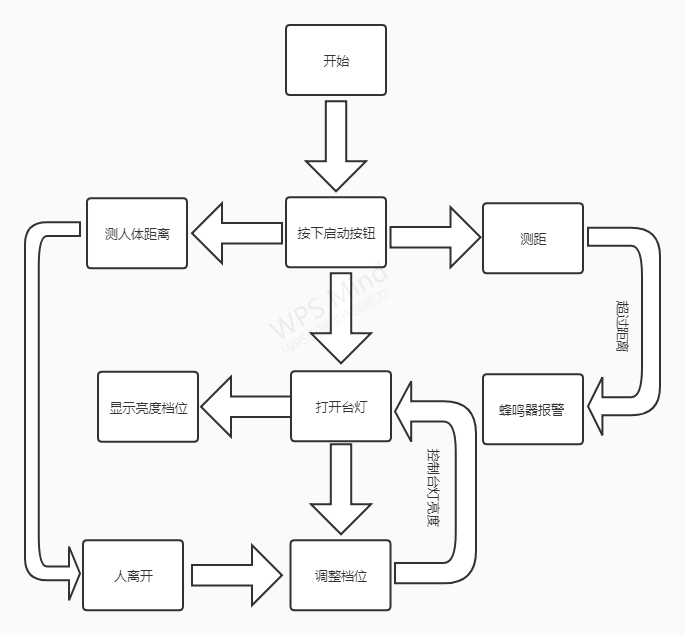 开始
测人体距离
按下启动按钮
测距
WPS Mind
超过距离
显示亮度档位
打开台灯
蜂鸣器报警
控制台灯亮度
人离开
调整档位